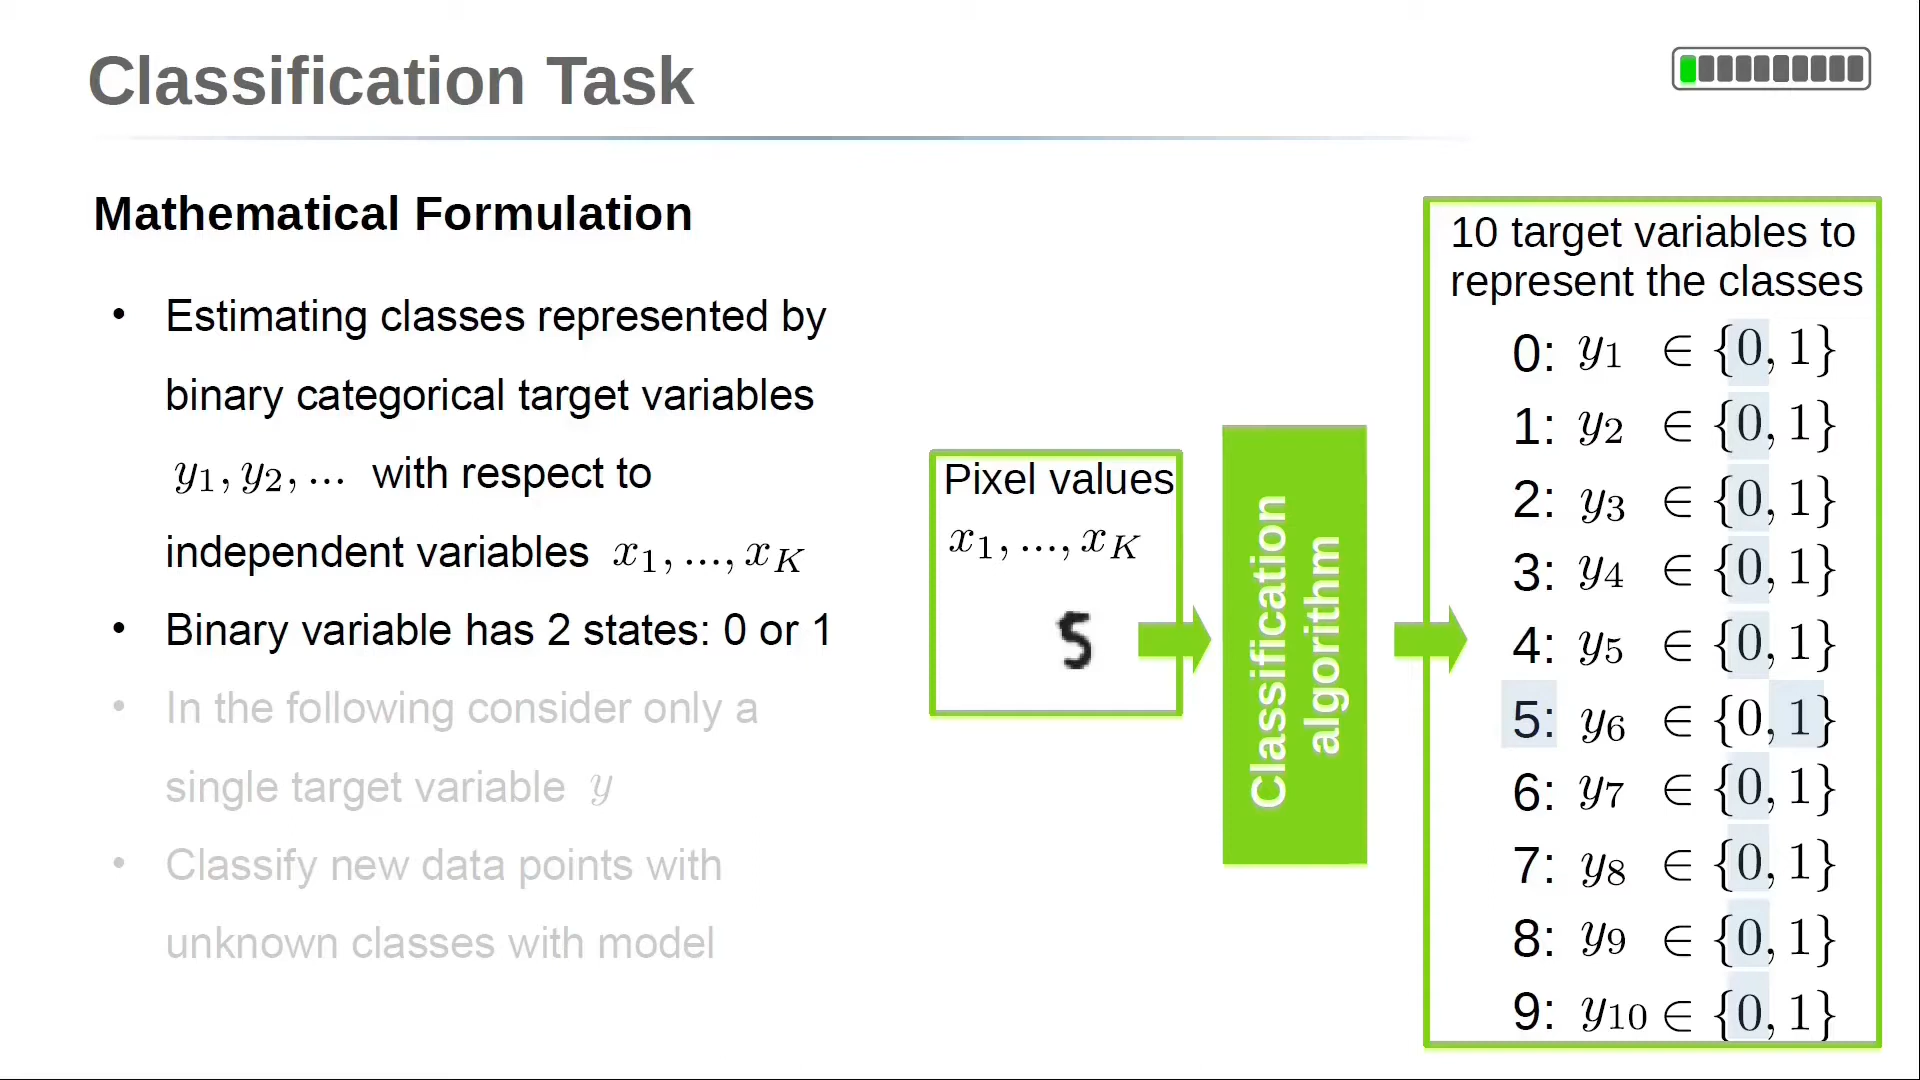 Classification Task
Mathematical Formulation
• Estimating classes represented by
binary categorical target variables
y₁, y₂, ... with respect to
independent variables x₁, ..., x_K
• Binary variable has 2 states: 0 or 1
• In the following consider only a
single target variable y
• Classify new data points with
unknown classes with model
Pixel values
x₁, ..., x_K
5
Classification
algorithm
10 target variables to
represent the classes
0: y₁ ∈ {0, 1}
1: y₂ ∈ {0, 1}
2: y₃ ∈ {0, 1}
3: y₄ ∈ {0, 1}
4: y₅ ∈ {0, 1}
5: y₆ ∈ {0, 1}
6: y₇ ∈ {0, 1}
7: y₈ ∈ {0, 1}
8: y₉ ∈ {0, 1}
9: y₁₀ ∈ {0, 1}